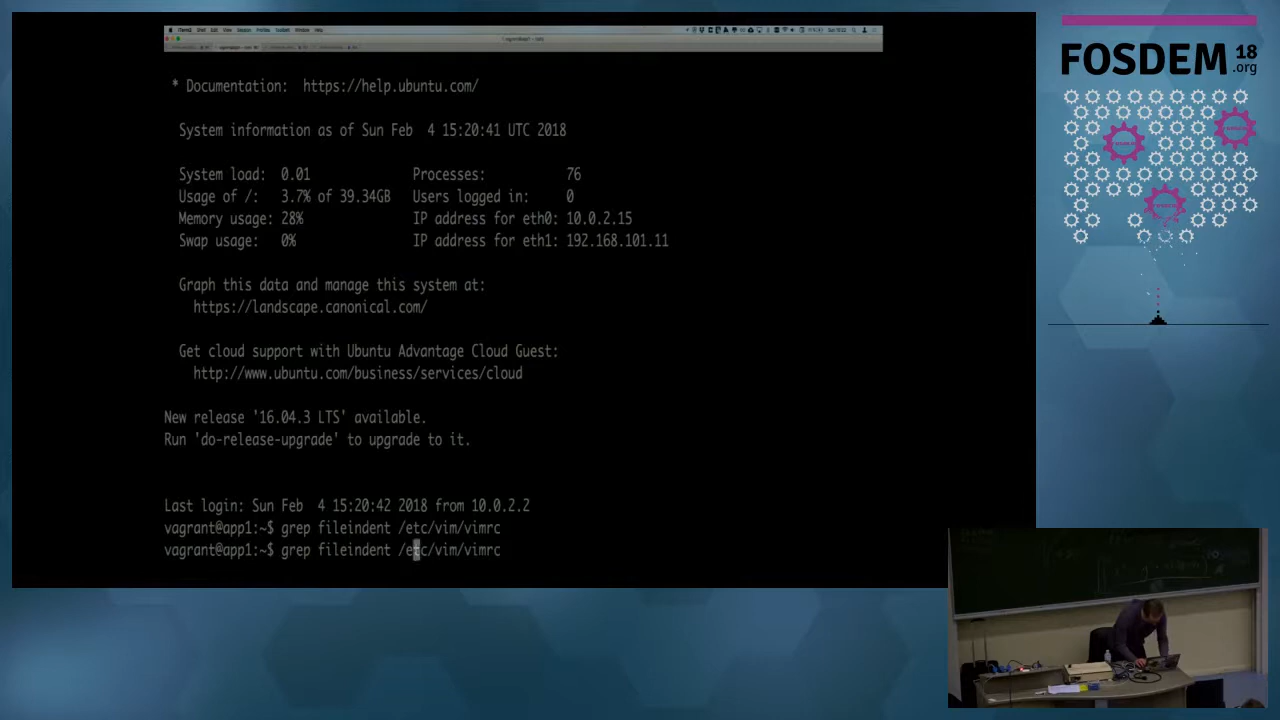 * Documentation:  https://help.ubuntu.com/
System information as of Sun Feb  4 15:20:41 UTC 2018
System load:  0.01              Processes:           76
Usage of /:   3.7% of 39.34GB   Users logged in:     0
Memory usage: 28%               IP address for eth0: 10.0.2.15
Swap usage:   0%                IP address for eth1: 192.168.101.11
Graph this data and manage this system at:
https://landscape.canonical.com/
Get cloud support with Ubuntu Advantage Cloud Guest:
http://www.ubuntu.com/business/services/cloud
New release '16.04.3 LTS' available.
Run 'do-release-upgrade' to upgrade to it.
Last login: Sun Feb  4 15:20:42 2018 from 10.0.2.2
vagrant@app1:~$ grep fileindent /etc/vim/vimrc
vagrant@app1:~$ grep fileindent /etc/vim/vimrc
FOSDEM 18
.org